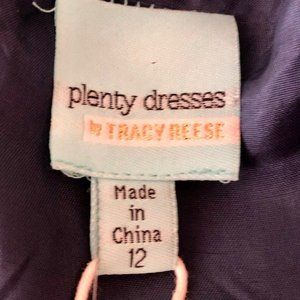 plenty dresses
by TRACY REESE
Made
in
China
12